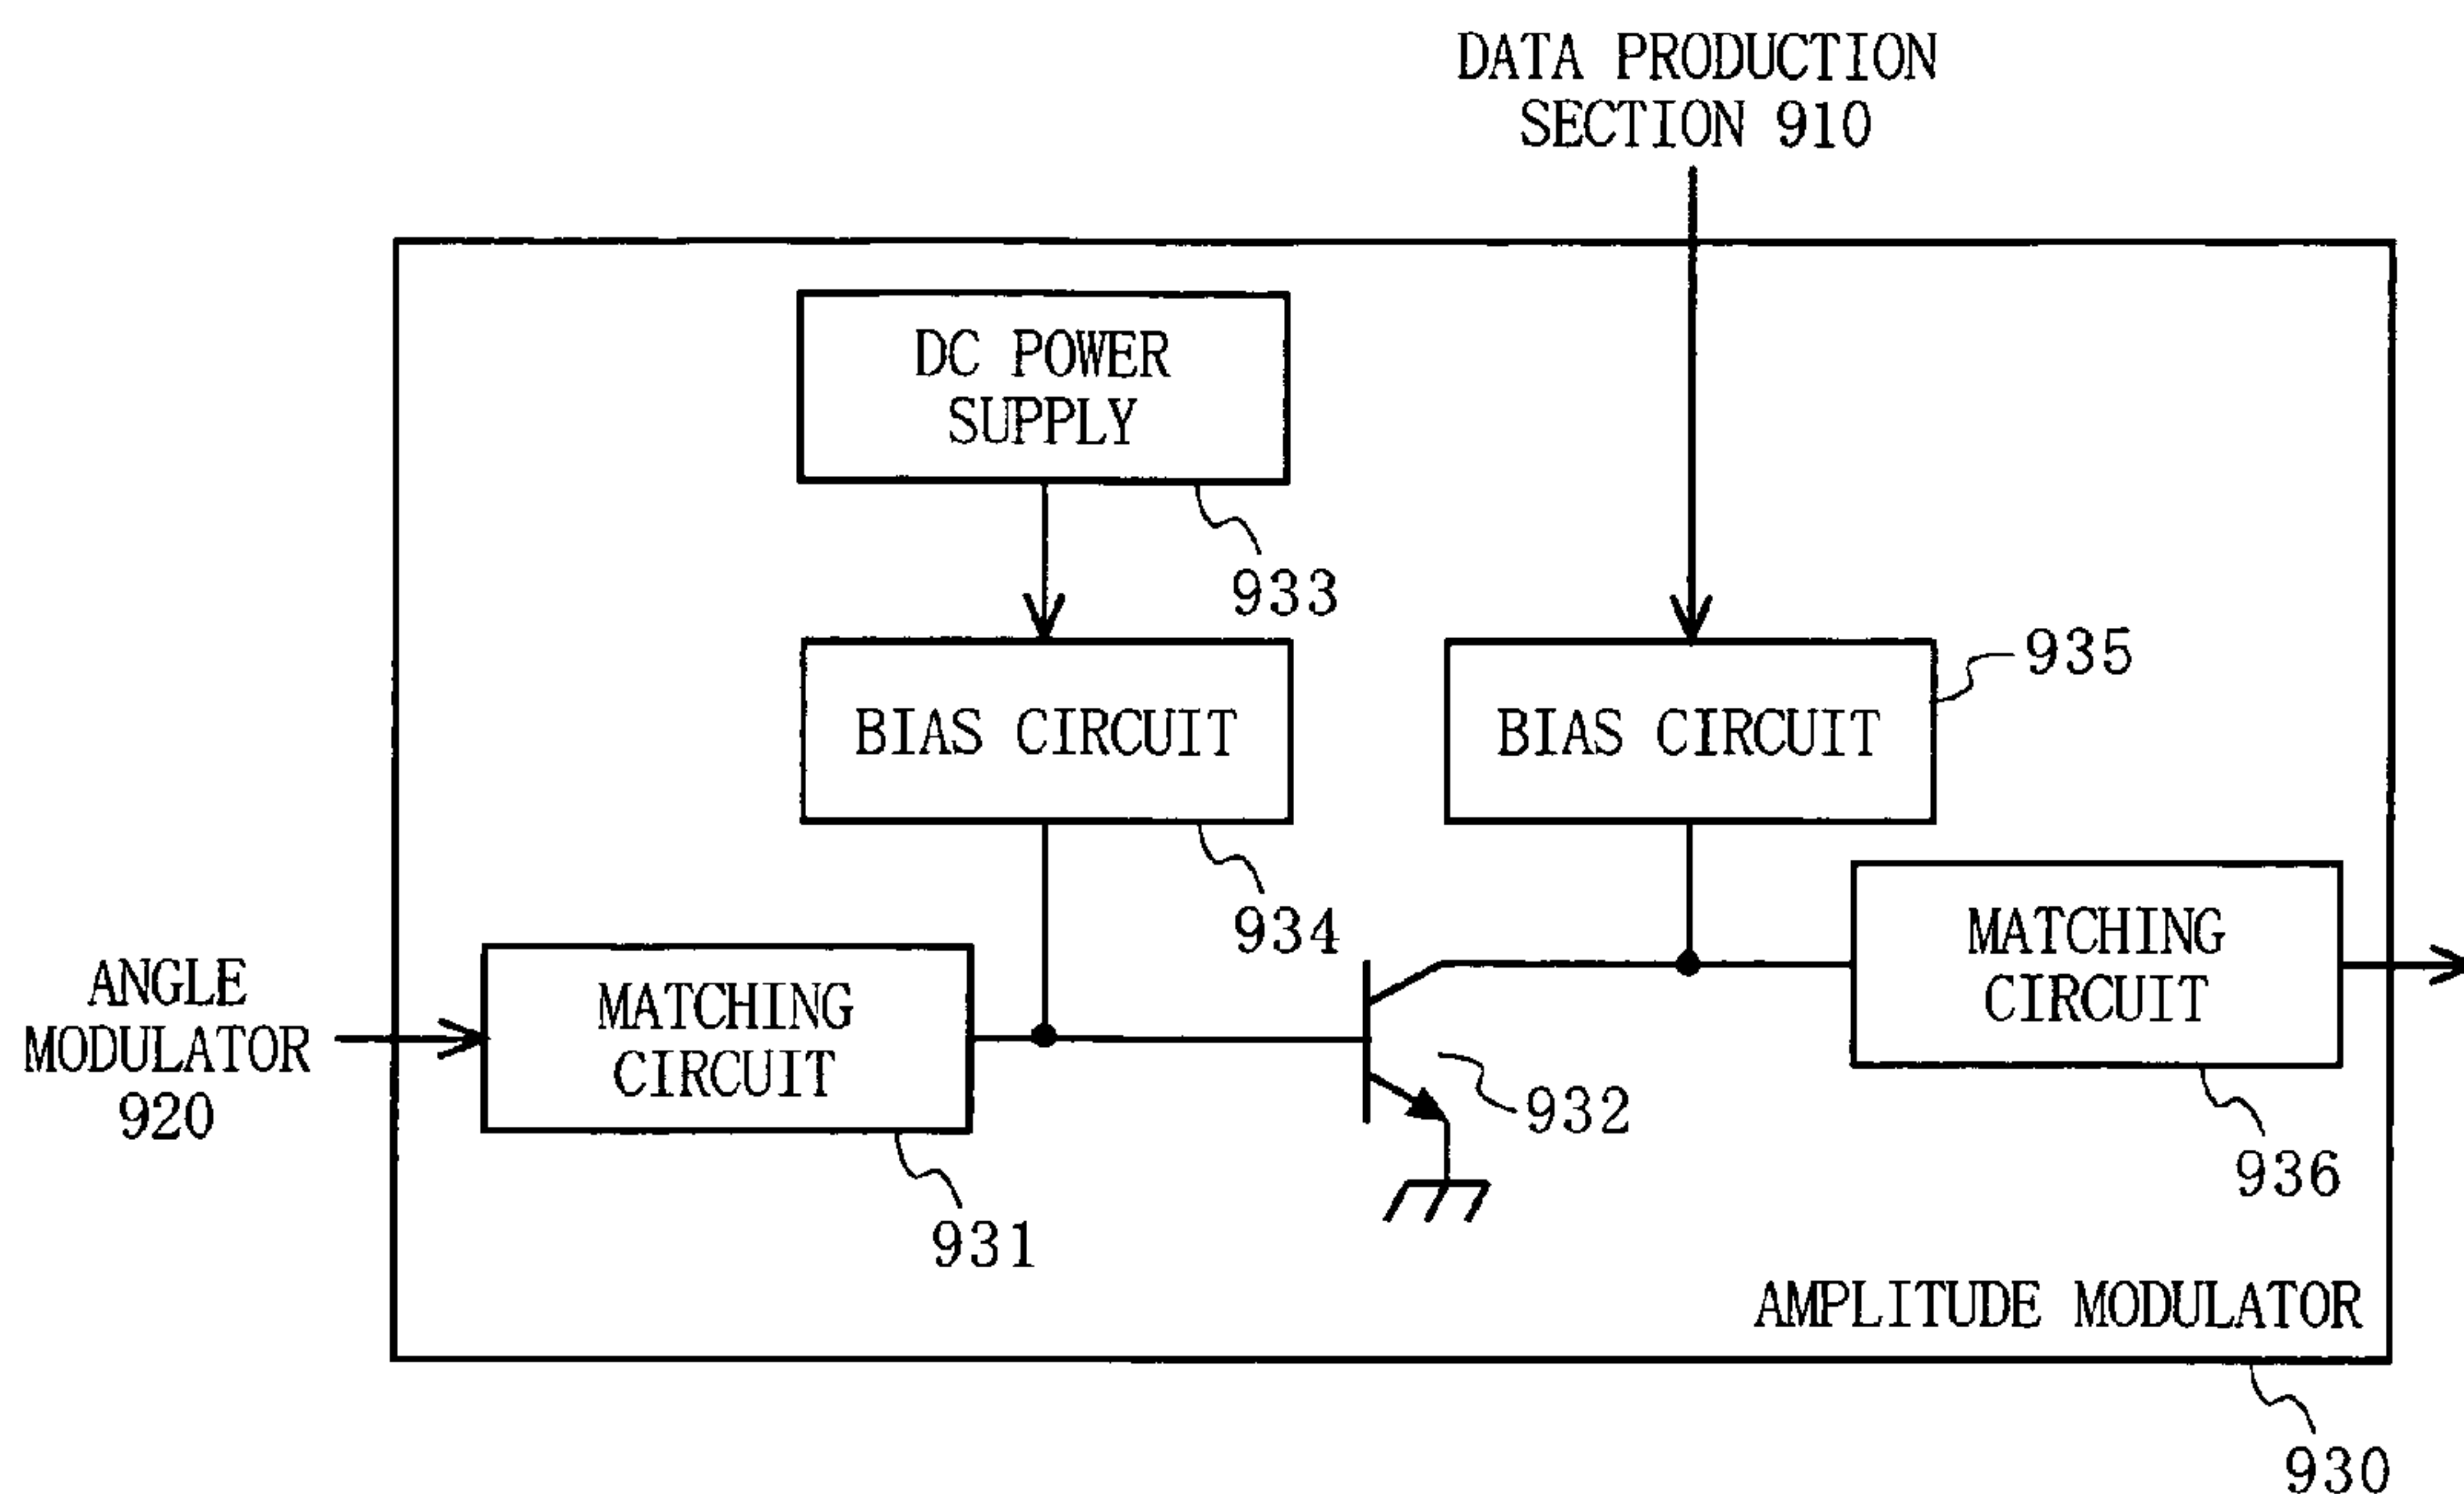 DATA PRODUCTION
SECTION 910
DC POWER
SUPPLY
933
BIAS CIRCUIT
934
BIAS CIRCUIT
935
ANGLE
MODULATOR
920
MATCHING
CIRCUIT
931
932
MATCHING
CIRCUIT
936
AMPLITUDE MODULATOR
930